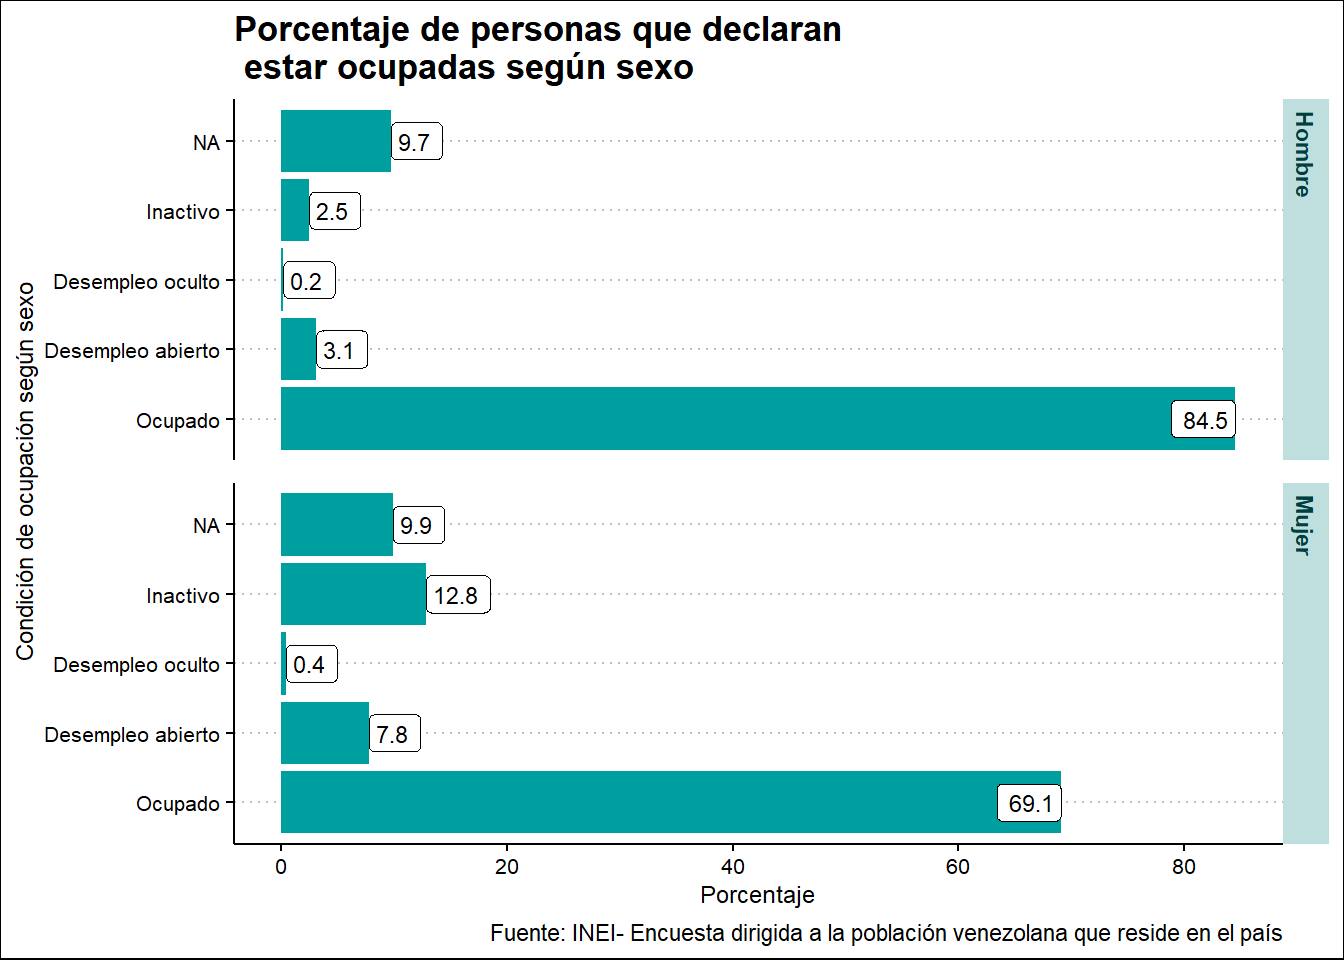 Porcentaje de personas que declaran
estar ocupadas según sexo
Condición de ocupación según sexo
Hombre
NA 9.7
Inactivo 2.5
Desempleo oculto 0.2
Desempleo abierto 3.1
Ocupado 84.5
Mujer
NA 9.9
Inactivo 12.8
Desempleo oculto 0.4
Desempleo abierto 7.8
Ocupado 69.1
0 20 40 60 80
Porcentaje
Fuente: INEI- Encuesta dirigida a la población venezolana que reside en el país